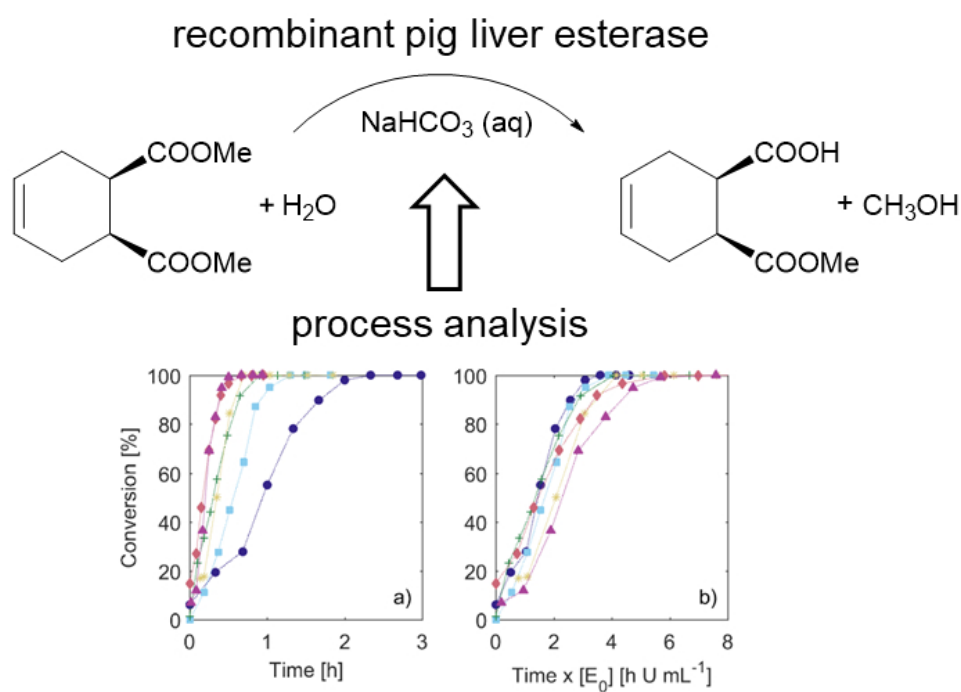 recombinant pig liver esterase
NaHCO₃ (aq)
COOMe
+ H₂O
COOMe
COOH
+ CH₃OH
COOMe
process analysis
Conversion [%]
100
80
60
40
20
0
a)
0 1 2 3
Time [h]
100
80
60
40
20
0
b)
0 2 4 6 8
Time x [E₀] [h U mL⁻¹]